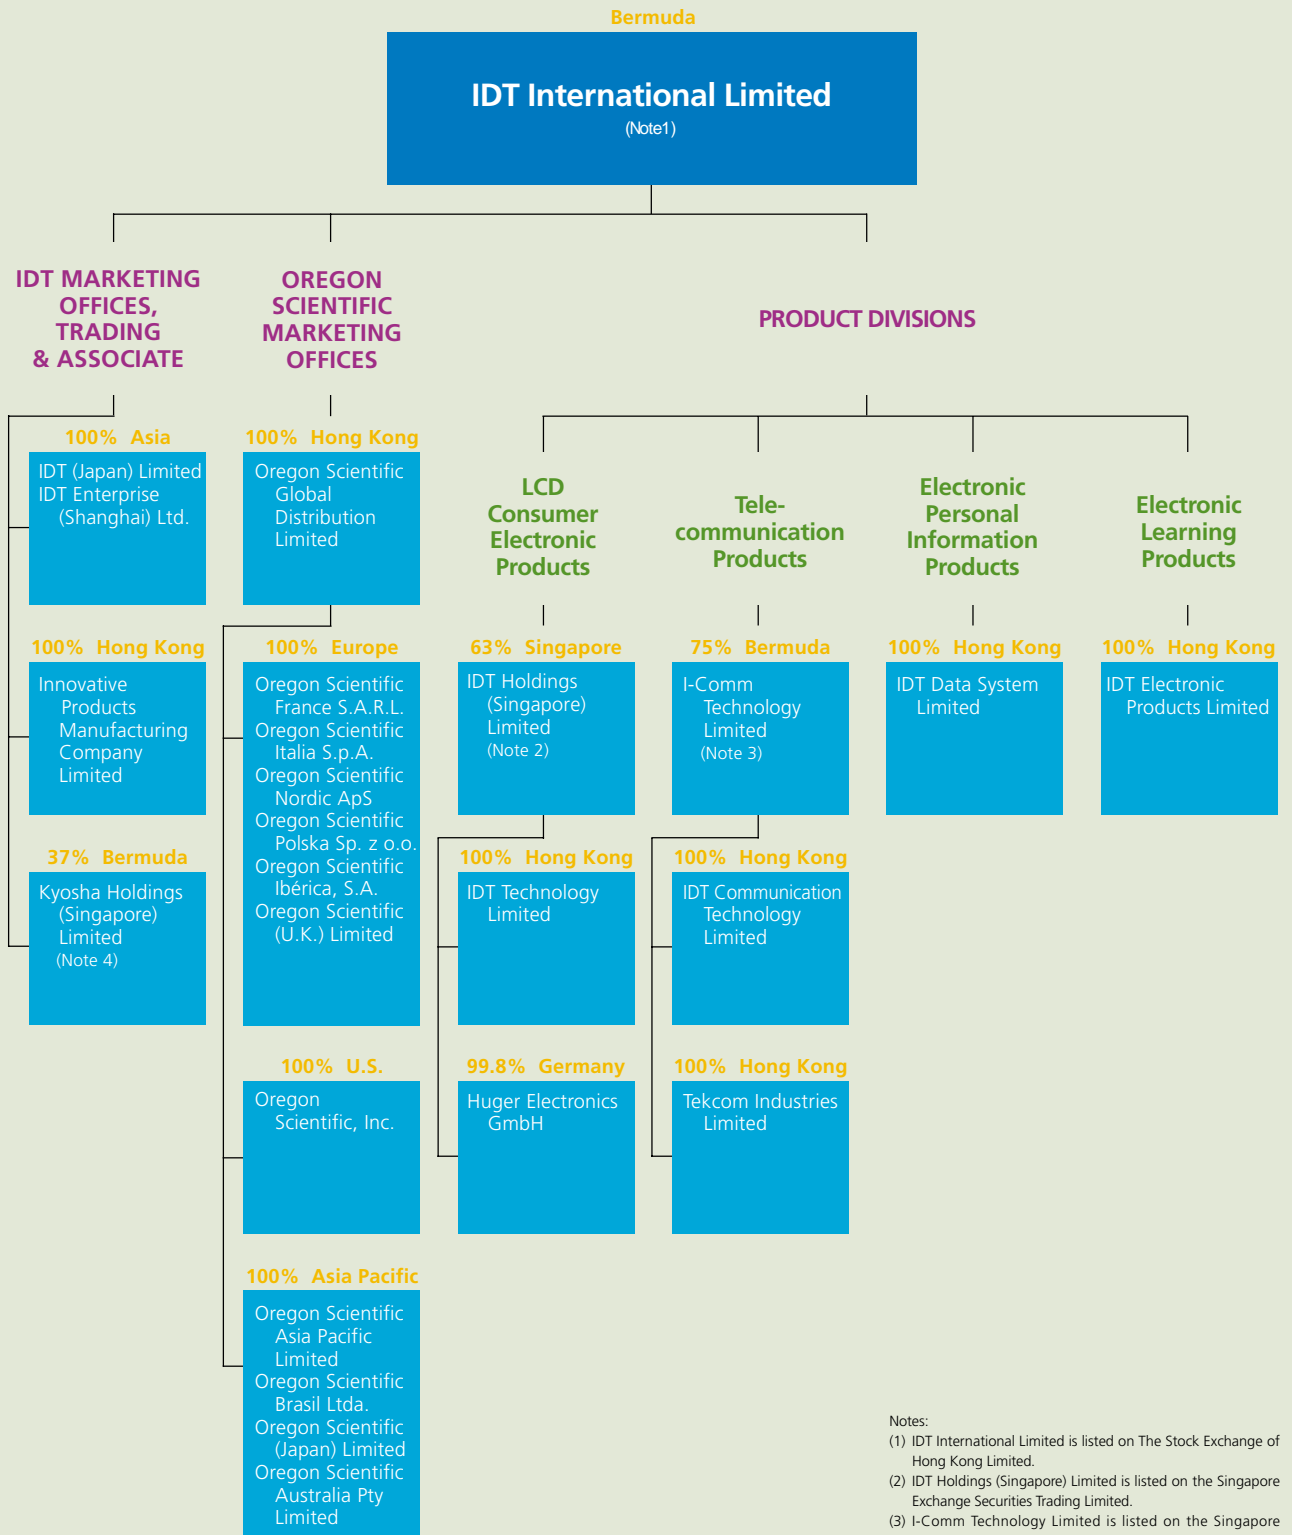 Bermuda
IDT International Limited
(Note1)
IDT MARKETING
OFFICES,
TRADING
& ASSOCIATE
OREGON
SCIENTIFIC
MARKETING
OFFICES
PRODUCT DIVISIONS
100% Asia
IDT (Japan) Limited
IDT Enterprise
(Shanghai) Ltd.
100% Hong Kong
Innovative
Products
Manufacturing
Company
Limited
37% Bermuda
Kyosha Holdings
(Singapore)
Limited
(Note 4)
100% Hong Kong
Oregon Scientific
Global
Distribution
Limited
100% Europe
Oregon Scientific
France S.A.R.L.
Oregon Scientific
Italia S.p.A.
Oregon Scientific
Nordic ApS
Oregon Scientific
Polska Sp. z o.o.
Oregon Scientific
Ibérica, S.A.
Oregon Scientific
(U.K.) Limited
100% U.S.
Oregon
Scientific, Inc.
100% Asia Pacific
Oregon Scientific
Asia Pacific
Limited
Oregon Scientific
Brasil Ltda.
Oregon Scientific
(Japan) Limited
Oregon Scientific
Australia Pty
Limited
LCD
Consumer
Electronic
Products
63% Singapore
IDT Holdings
(Singapore)
Limited
(Note 2)
100% Hong Kong
IDT Technology
Limited
99.8% Germany
Huger Electronics
GmbH
Tele-
communication
Products
75% Bermuda
I-Comm
Technology
Limited
(Note 3)
100% Hong Kong
IDT Communication
Technology
Limited
100% Hong Kong
Tekcom Industries
Limited
Electronic
Personal
Information
Products
100% Hong Kong
IDT Data System
Limited
Electronic
Learning
Products
100% Hong Kong
IDT Electronic
Products Limited
Notes:
(1) IDT International Limited is listed on The Stock Exchange of
Hong Kong Limited.
(2) IDT Holdings (Singapore) Limited is listed on the Singapore
Exchange Securities Trading Limited.
(3) I-Comm Technology Limited is listed on the Singapore